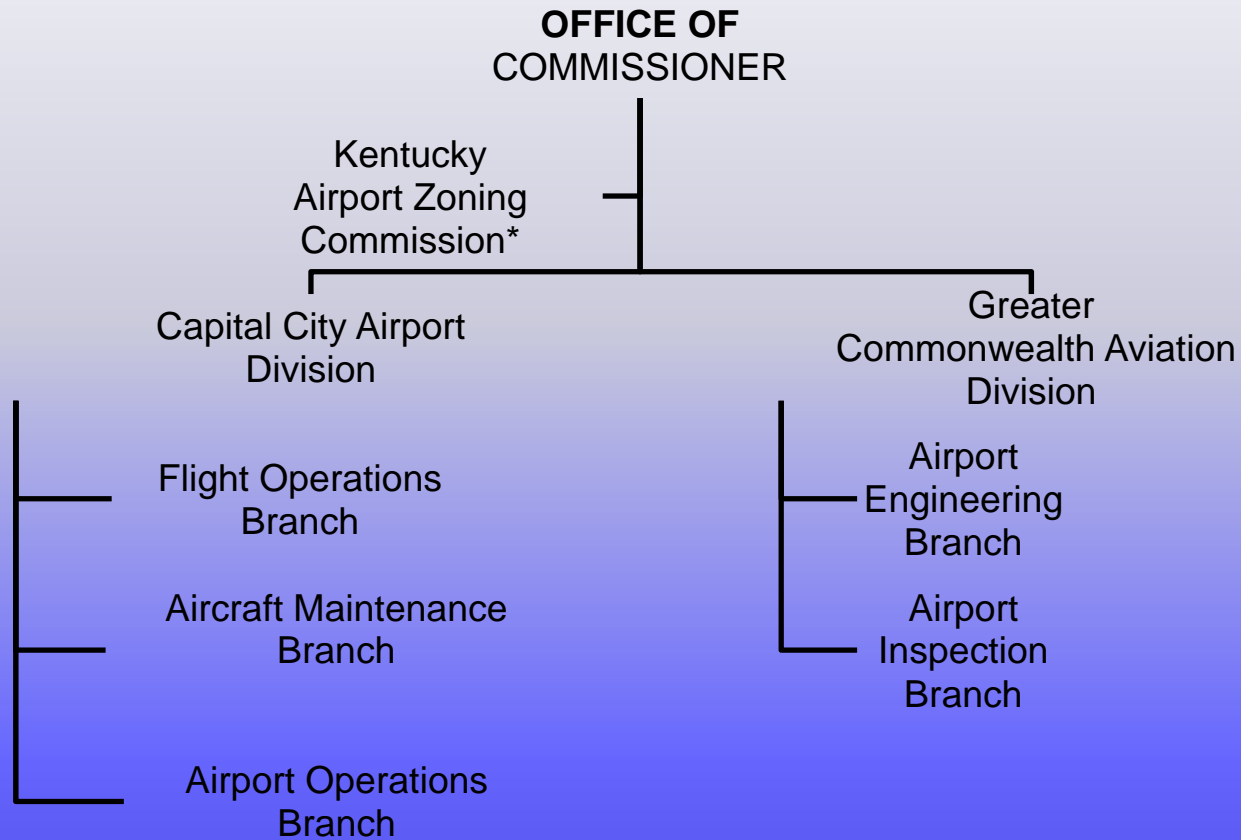 OFFICE OF
COMMISSIONER
Kentucky
Airport Zoning
Commission*
Capital City Airport
Division
Flight Operations
Branch
Aircraft Maintenance
Branch
Airport Operations
Branch
Greater
Commonwealth Aviation
Division
Airport
Engineering
Branch
Airport
Inspection
Branch